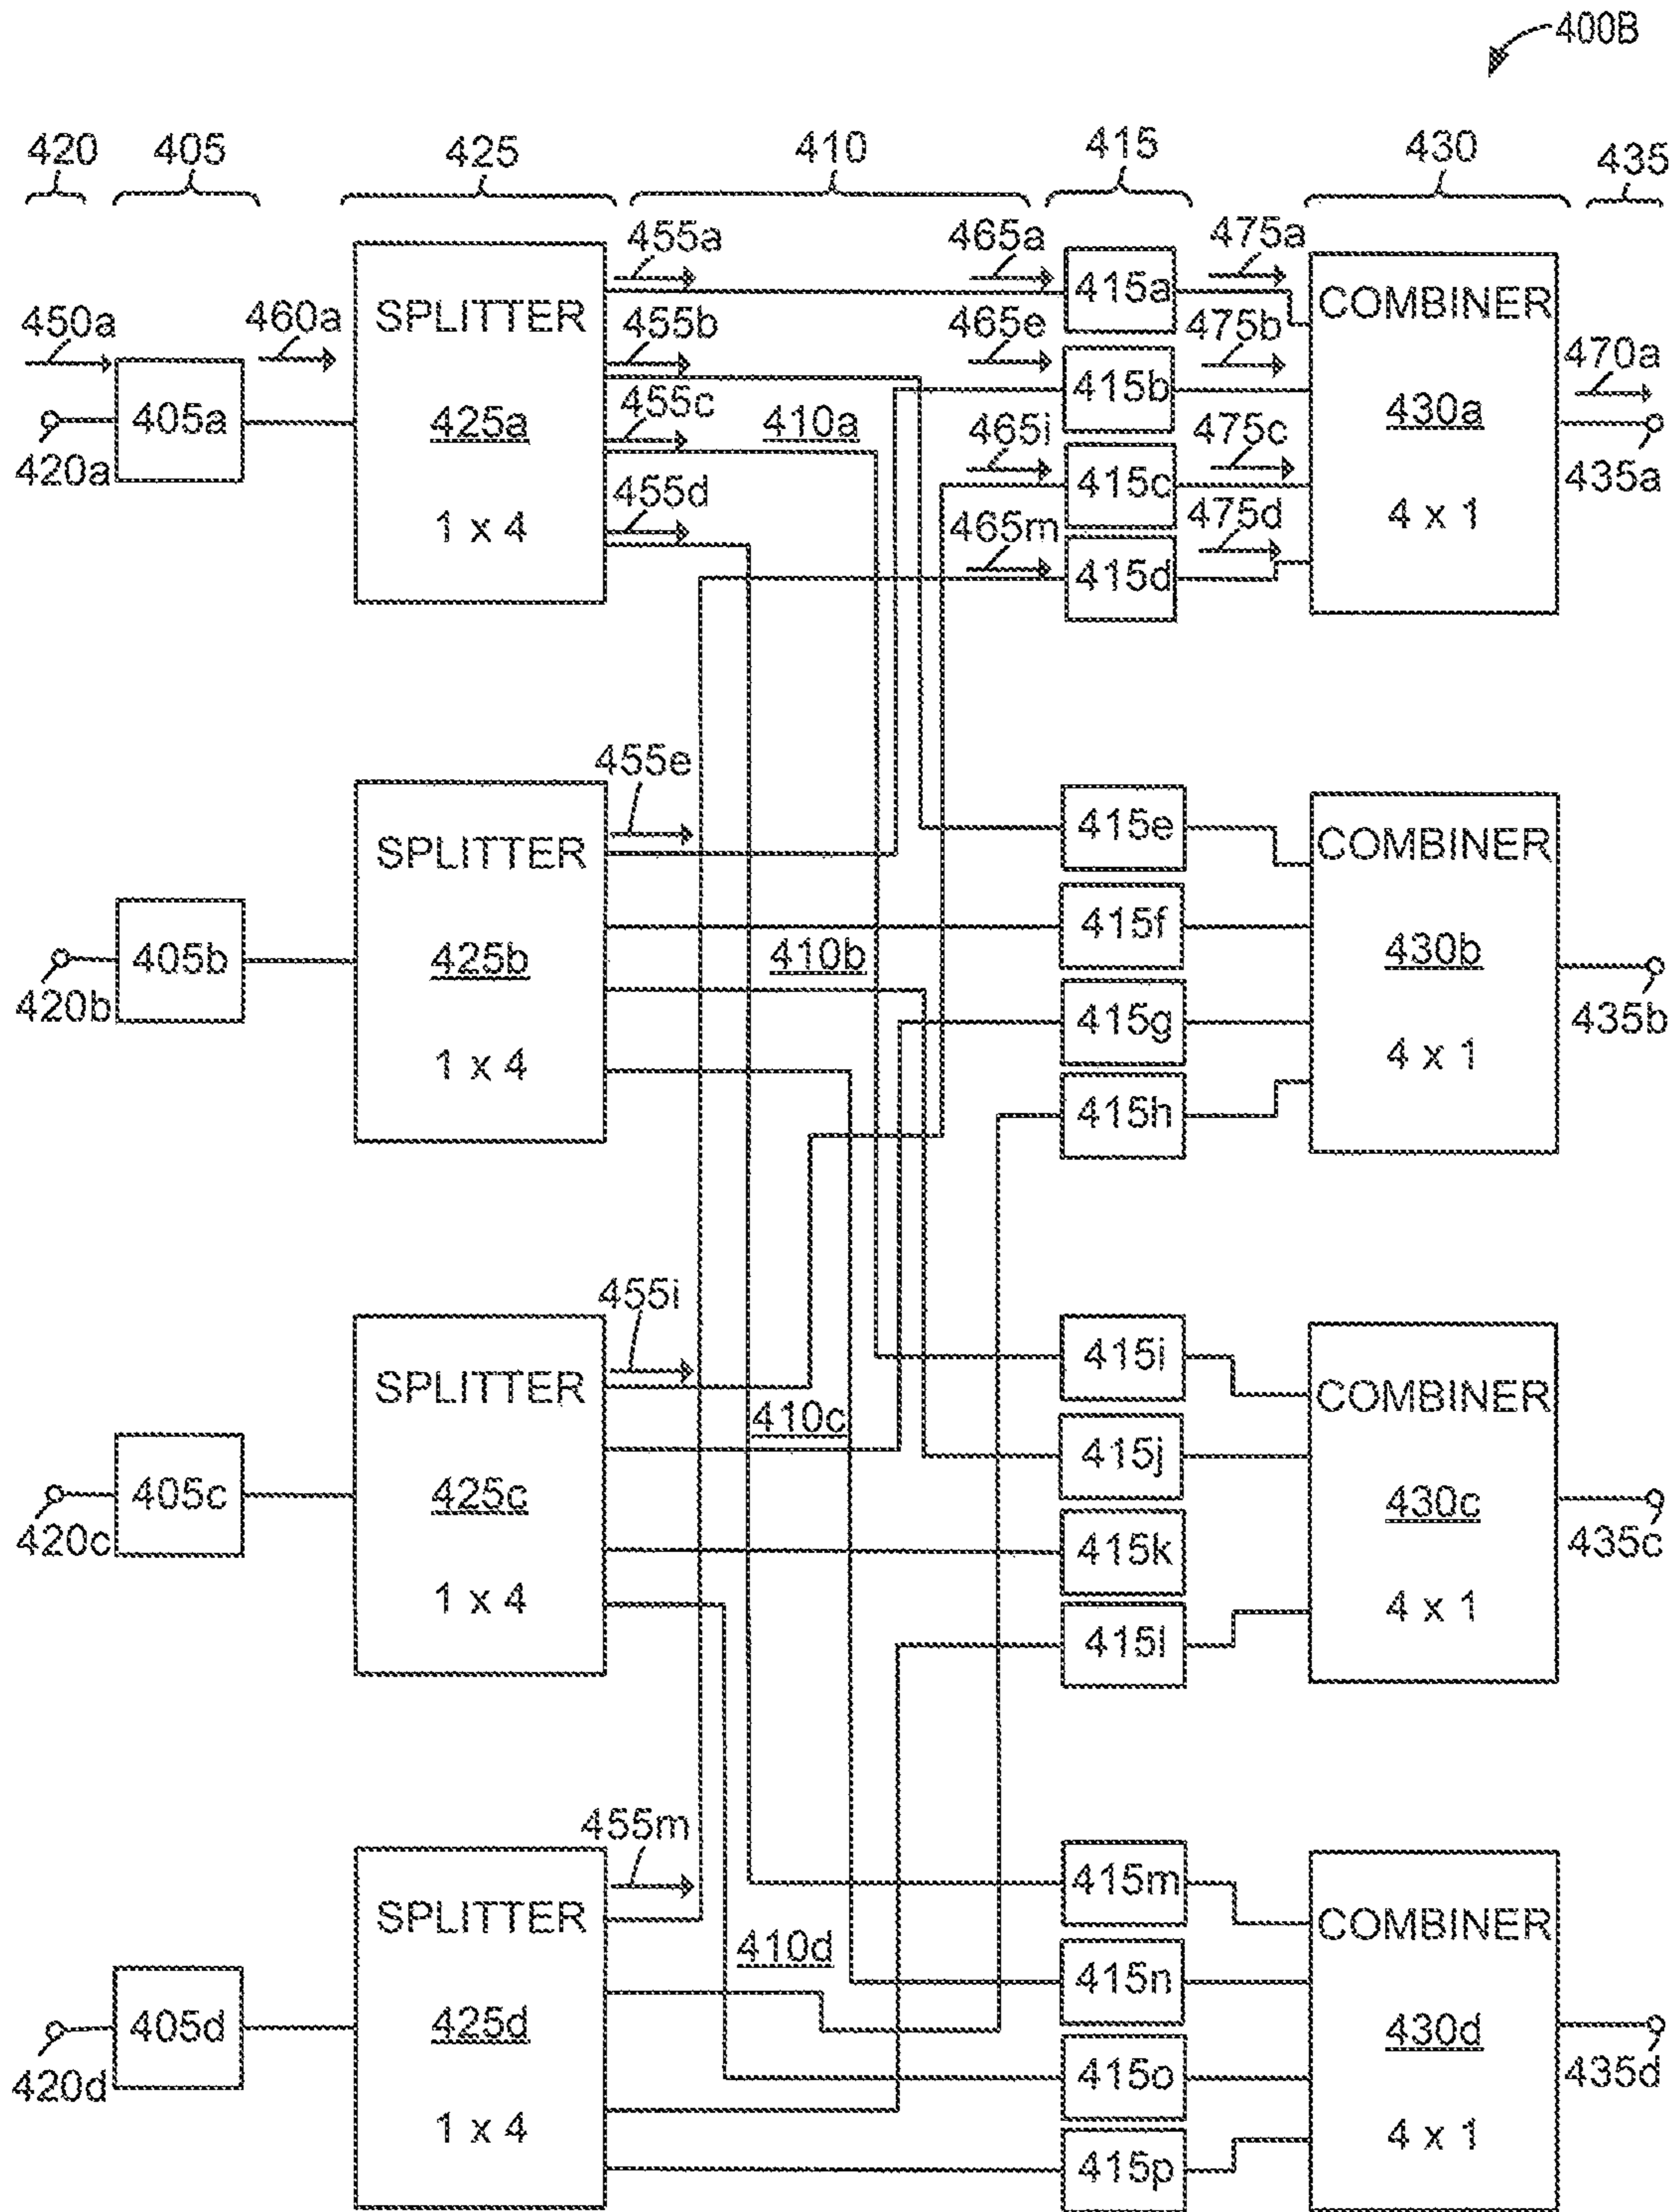 400B
420 405 425 410 415 430 435
455a 465a 475a
450a 460a SPLITTER 415a COMBINER
455b 465e 475b 470a
405a 425a 455c 410a 415b 430a
420a 465i 475c 435a
415c
455d 465m 475d
1 x 4 415d 4 x 1
455e
SPLITTER 415e COMBINER
415f
405b 425b 410b 430b
420b 415g 435b
1 x 4 4 x 1
415h
455i
415i
SPLITTER COMBINER
410c
415j
405c 425c 430c
420c 415k 435c
1 x 4 4 x 1
415l
455m
415m
SPLITTER COMBINER
410d
415n
405d 425d 430d
420d 415o 435d
1 x 4 4 x 1
415p